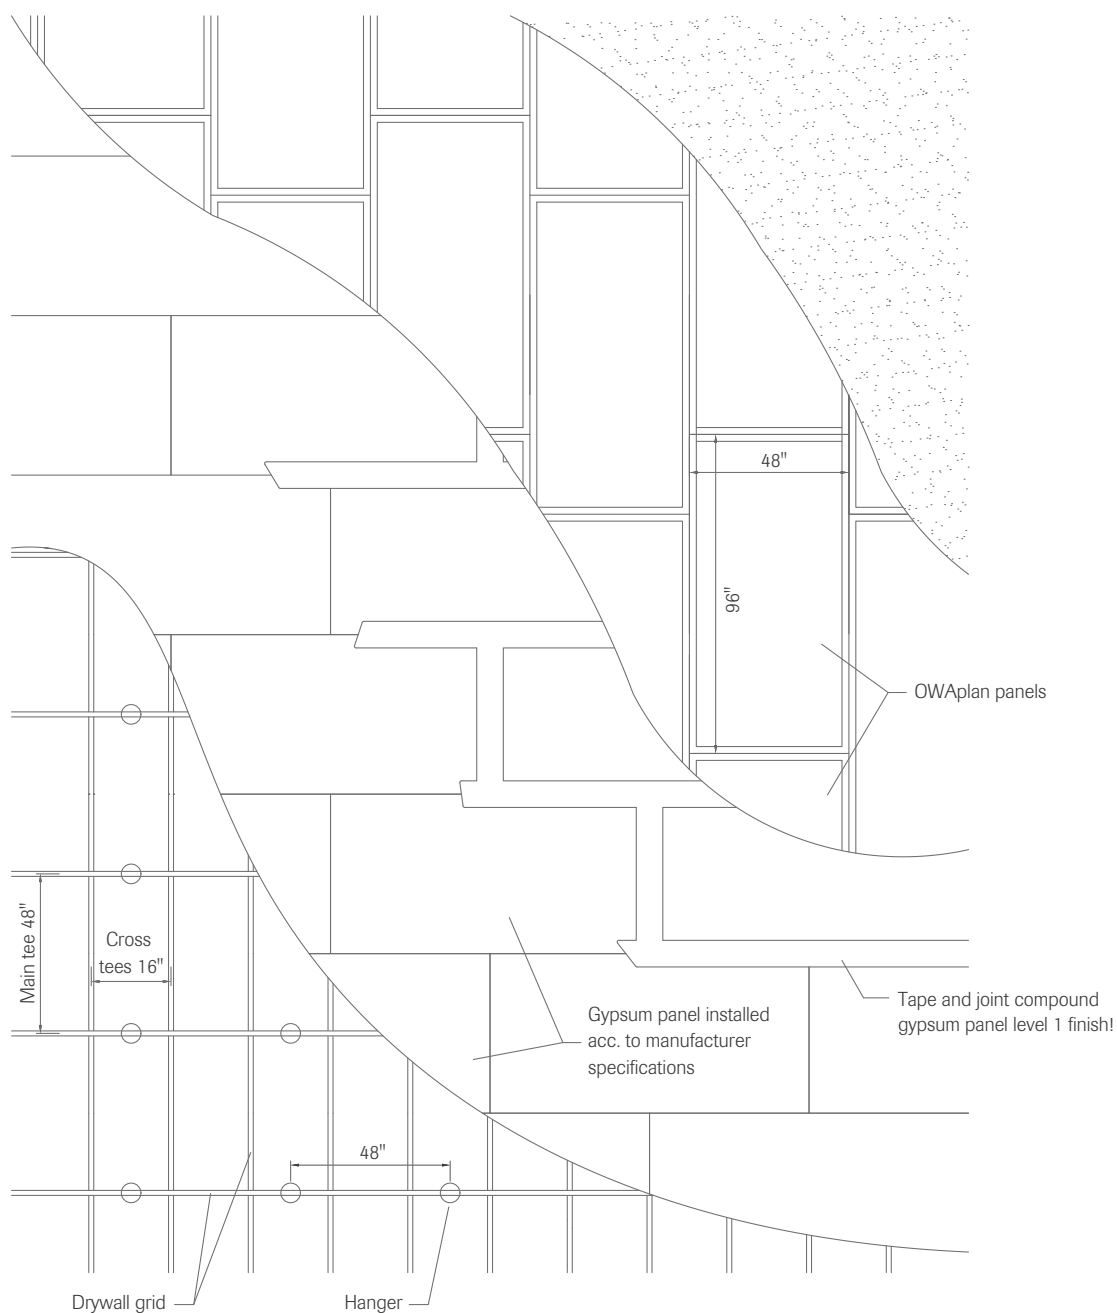 48"
96"
OWAplan panels
Main tee 48"
Cross
tees 16"
Tape and joint compound
gypsum panel level 1 finish!
Gypsum panel installed
acc. to manufacturer
specifications
48"
Drywall grid
Hanger